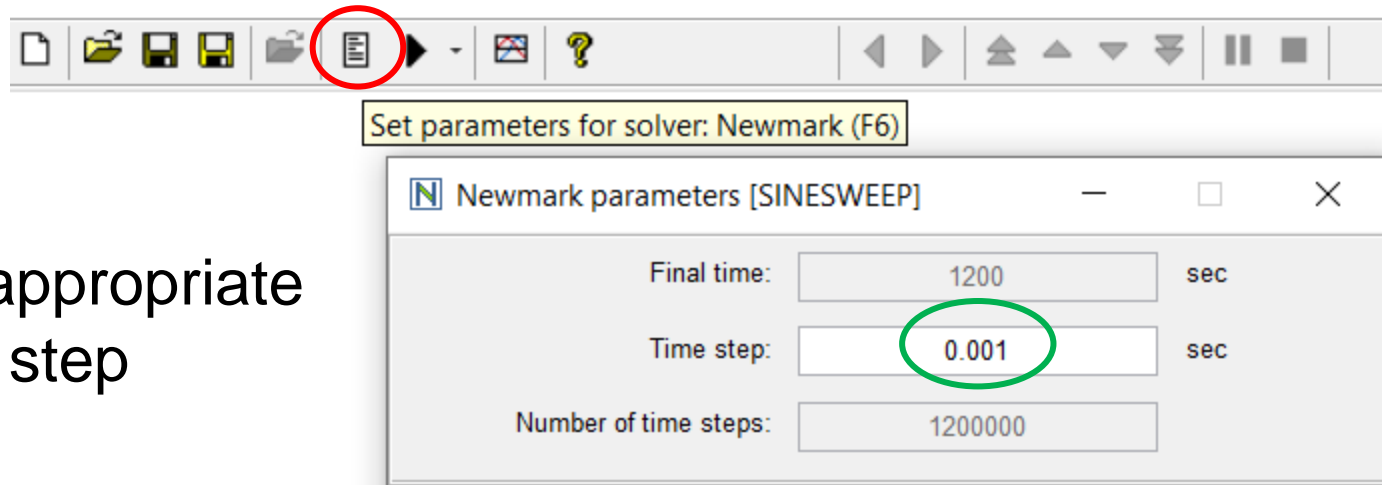 Set parameters for solver: Newmark (F6)
Newmark parameters [SINESWEEP]
appropriate
step
Final time: 1200 sec
Time step: 0.001 sec
Number of time steps: 1200000